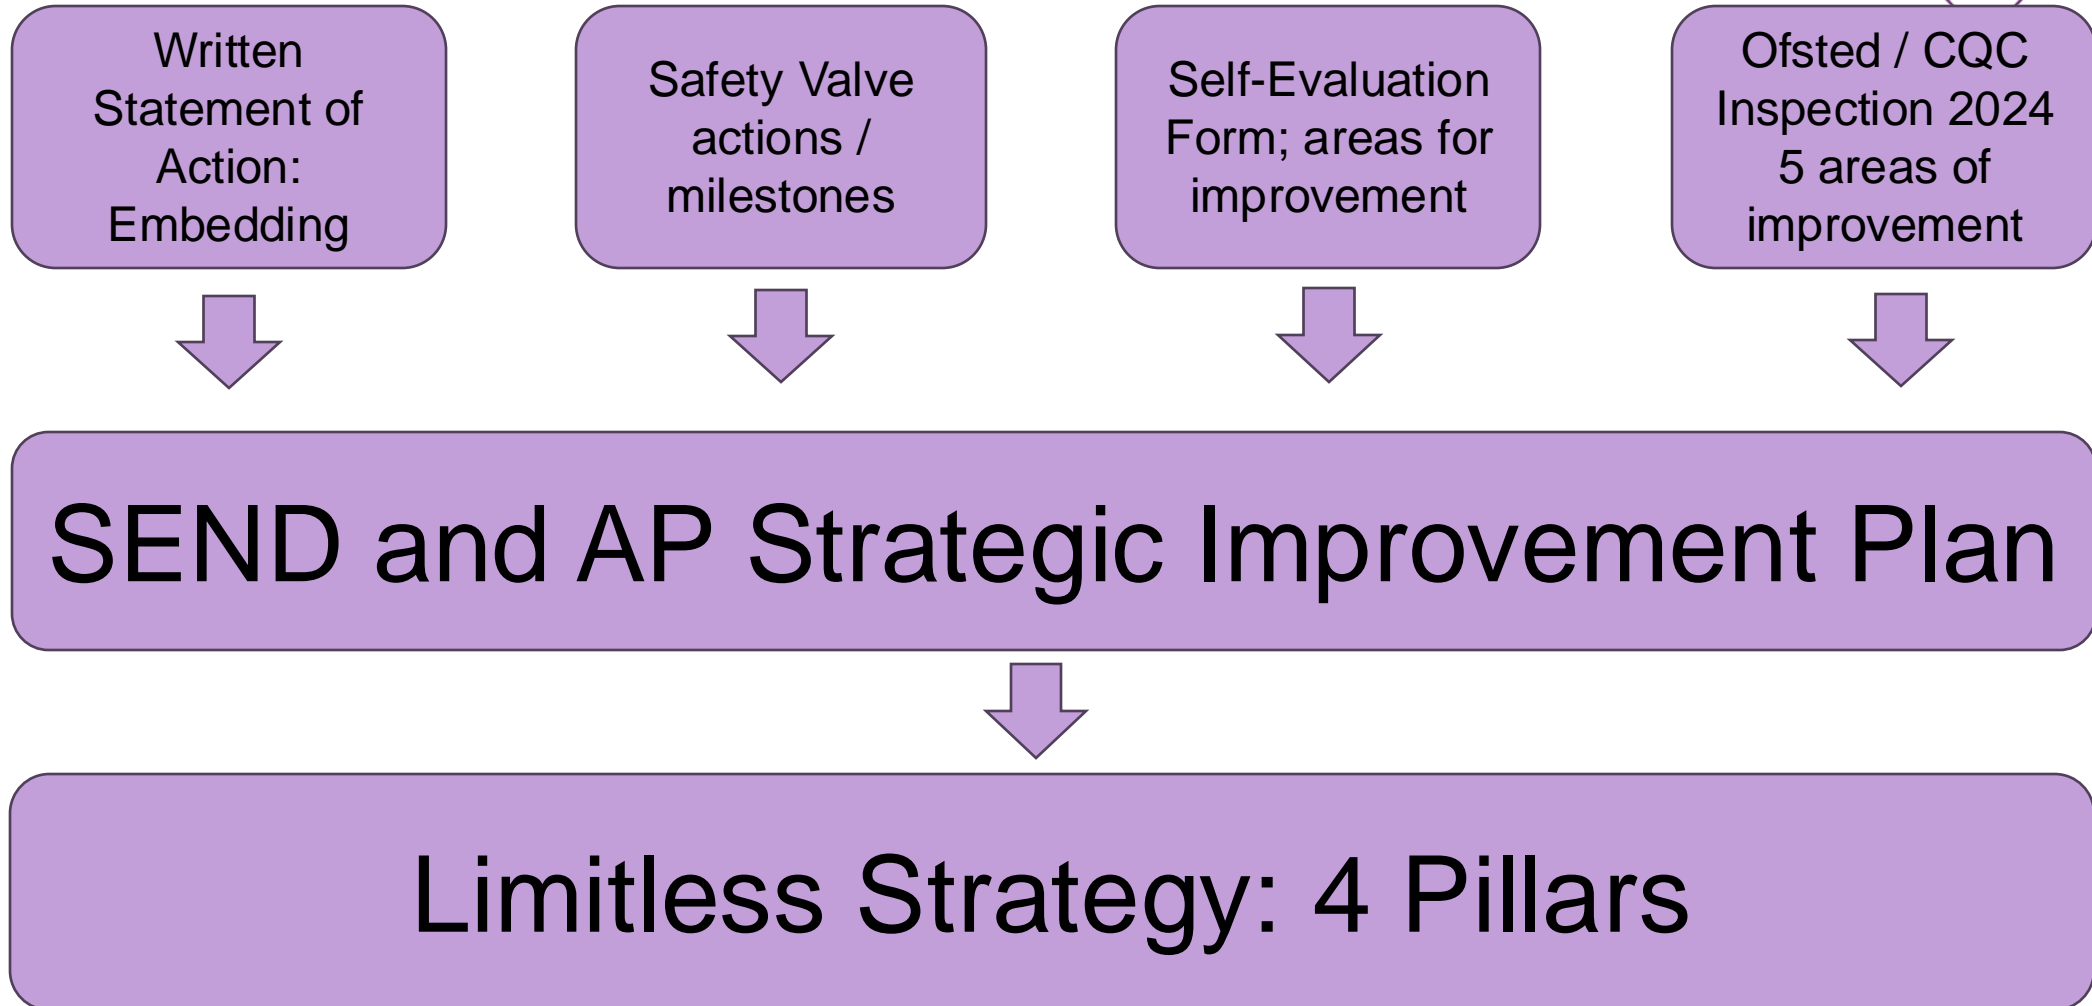 Written
Statement of
Action:
Embedding
Safety Valve
actions /
milestones
Self-Evaluation
Form; areas for
improvement
Ofsted / CQC
Inspection 2024
5 areas of
improvement
SEND and AP Strategic Improvement Plan
Limitless Strategy: 4 Pillars